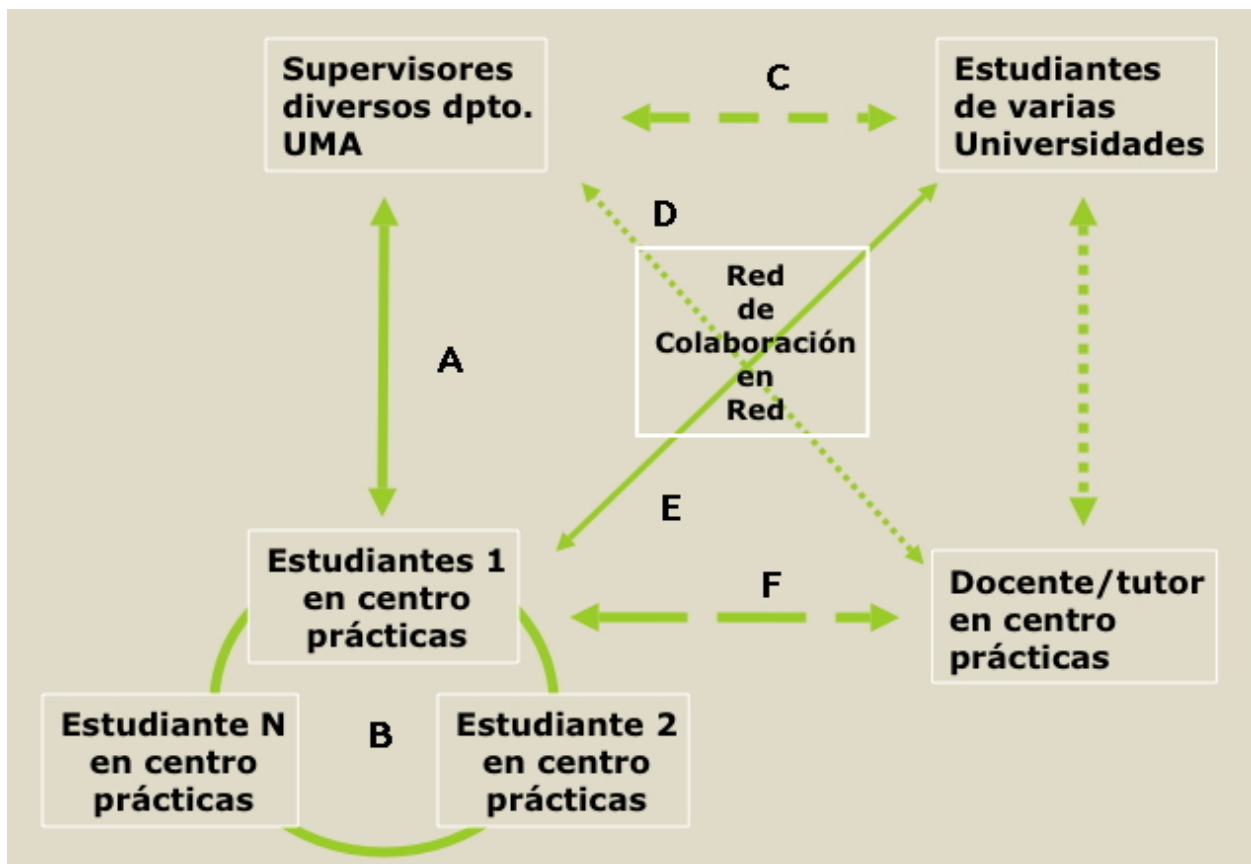 Supervisores
diversos dpto.
UMA
C
Estudiantes
de varias
Universidades
D
Red
de
Colaboración
en
Red
A
E
Estudiantes 1
en centro
prácticas
F
Docente/tutor
en centro
prácticas
Estudiante N
en centro
prácticas
B
Estudiante 2
en centro
prácticas